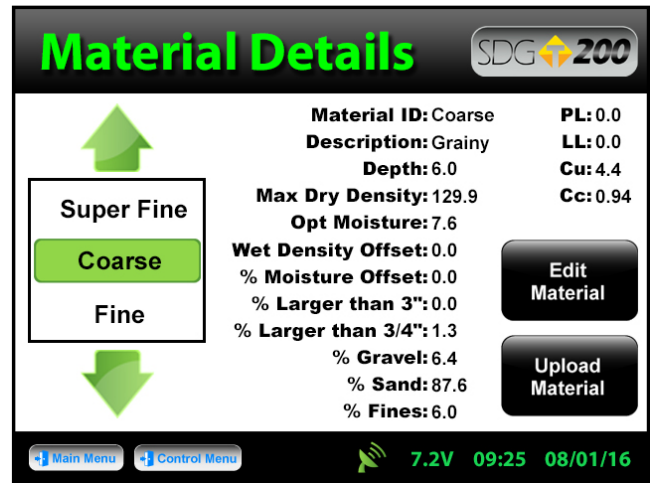 Material Details
SDG 200
Super Fine
Coarse
Fine
Material ID: Coarse
Description: Grainy
Depth: 6.0
Max Dry Density: 129.9
Opt Moisture: 7.6
Wet Density Offset: 0.0
% Moisture Offset: 0.0
% Larger than 3": 0.0
% Larger than 3/4": 1.3
% Gravel: 6.4
% Sand: 87.6
% Fines: 6.0
PL: 0.0
LL: 0.0
Cu: 4.4
Cc: 0.94
Edit
Material
Upload
Material
Main Menu
Control Menu
7.2V 09:25 08/01/16